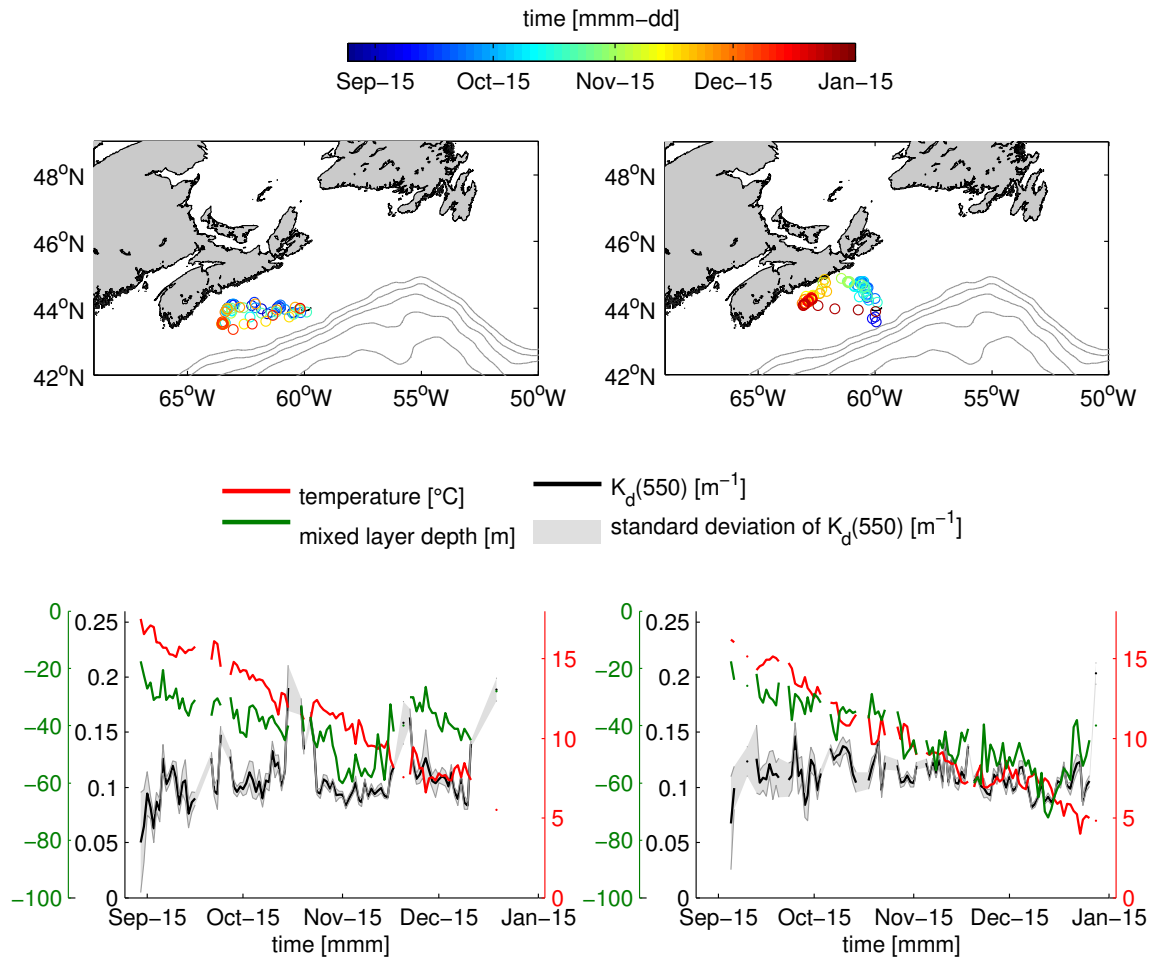 time [mmm−dd]
Sep−15 Oct−15 Nov−15 Dec−15 Jan−15
48°N 48°N
46°N 46°N
44°N 44°N
42°N 42°N
65°W 60°W 55°W 50°W 65°W 60°W 55°W 50°W
temperature [°C] K_d(550) [m^−1]
mixed layer depth [m] standard deviation of K_d(550) [m^−1]
0 0.25 0 0.25
−20 0.2 15 −20 0.2 15
−40 0.15 10 −40 0.15 10
−60 0.1 −60 0.1
−80 0.05 5 −80 0.05 5
−100 0 0 −100 0 0
Sep−15 Oct−15 Nov−15 Dec−15 Jan−15 Sep−15 Oct−15 Nov−15 Dec−15 Jan−15
time [mmm] time [mmm]